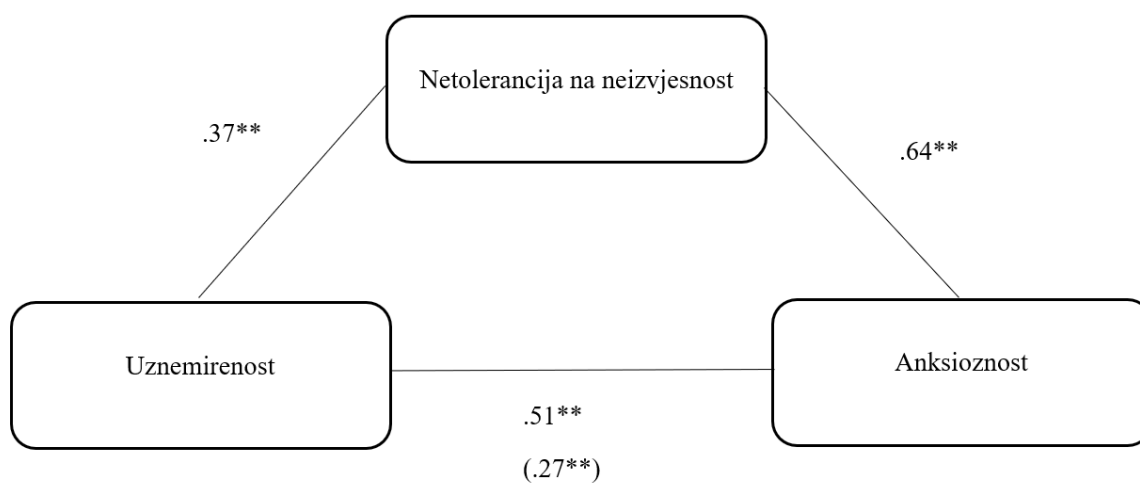 Netolerancija na neizvjesnost
.37**
.64**
Uznemirenost
Anksioznost
.51**
(.27**)